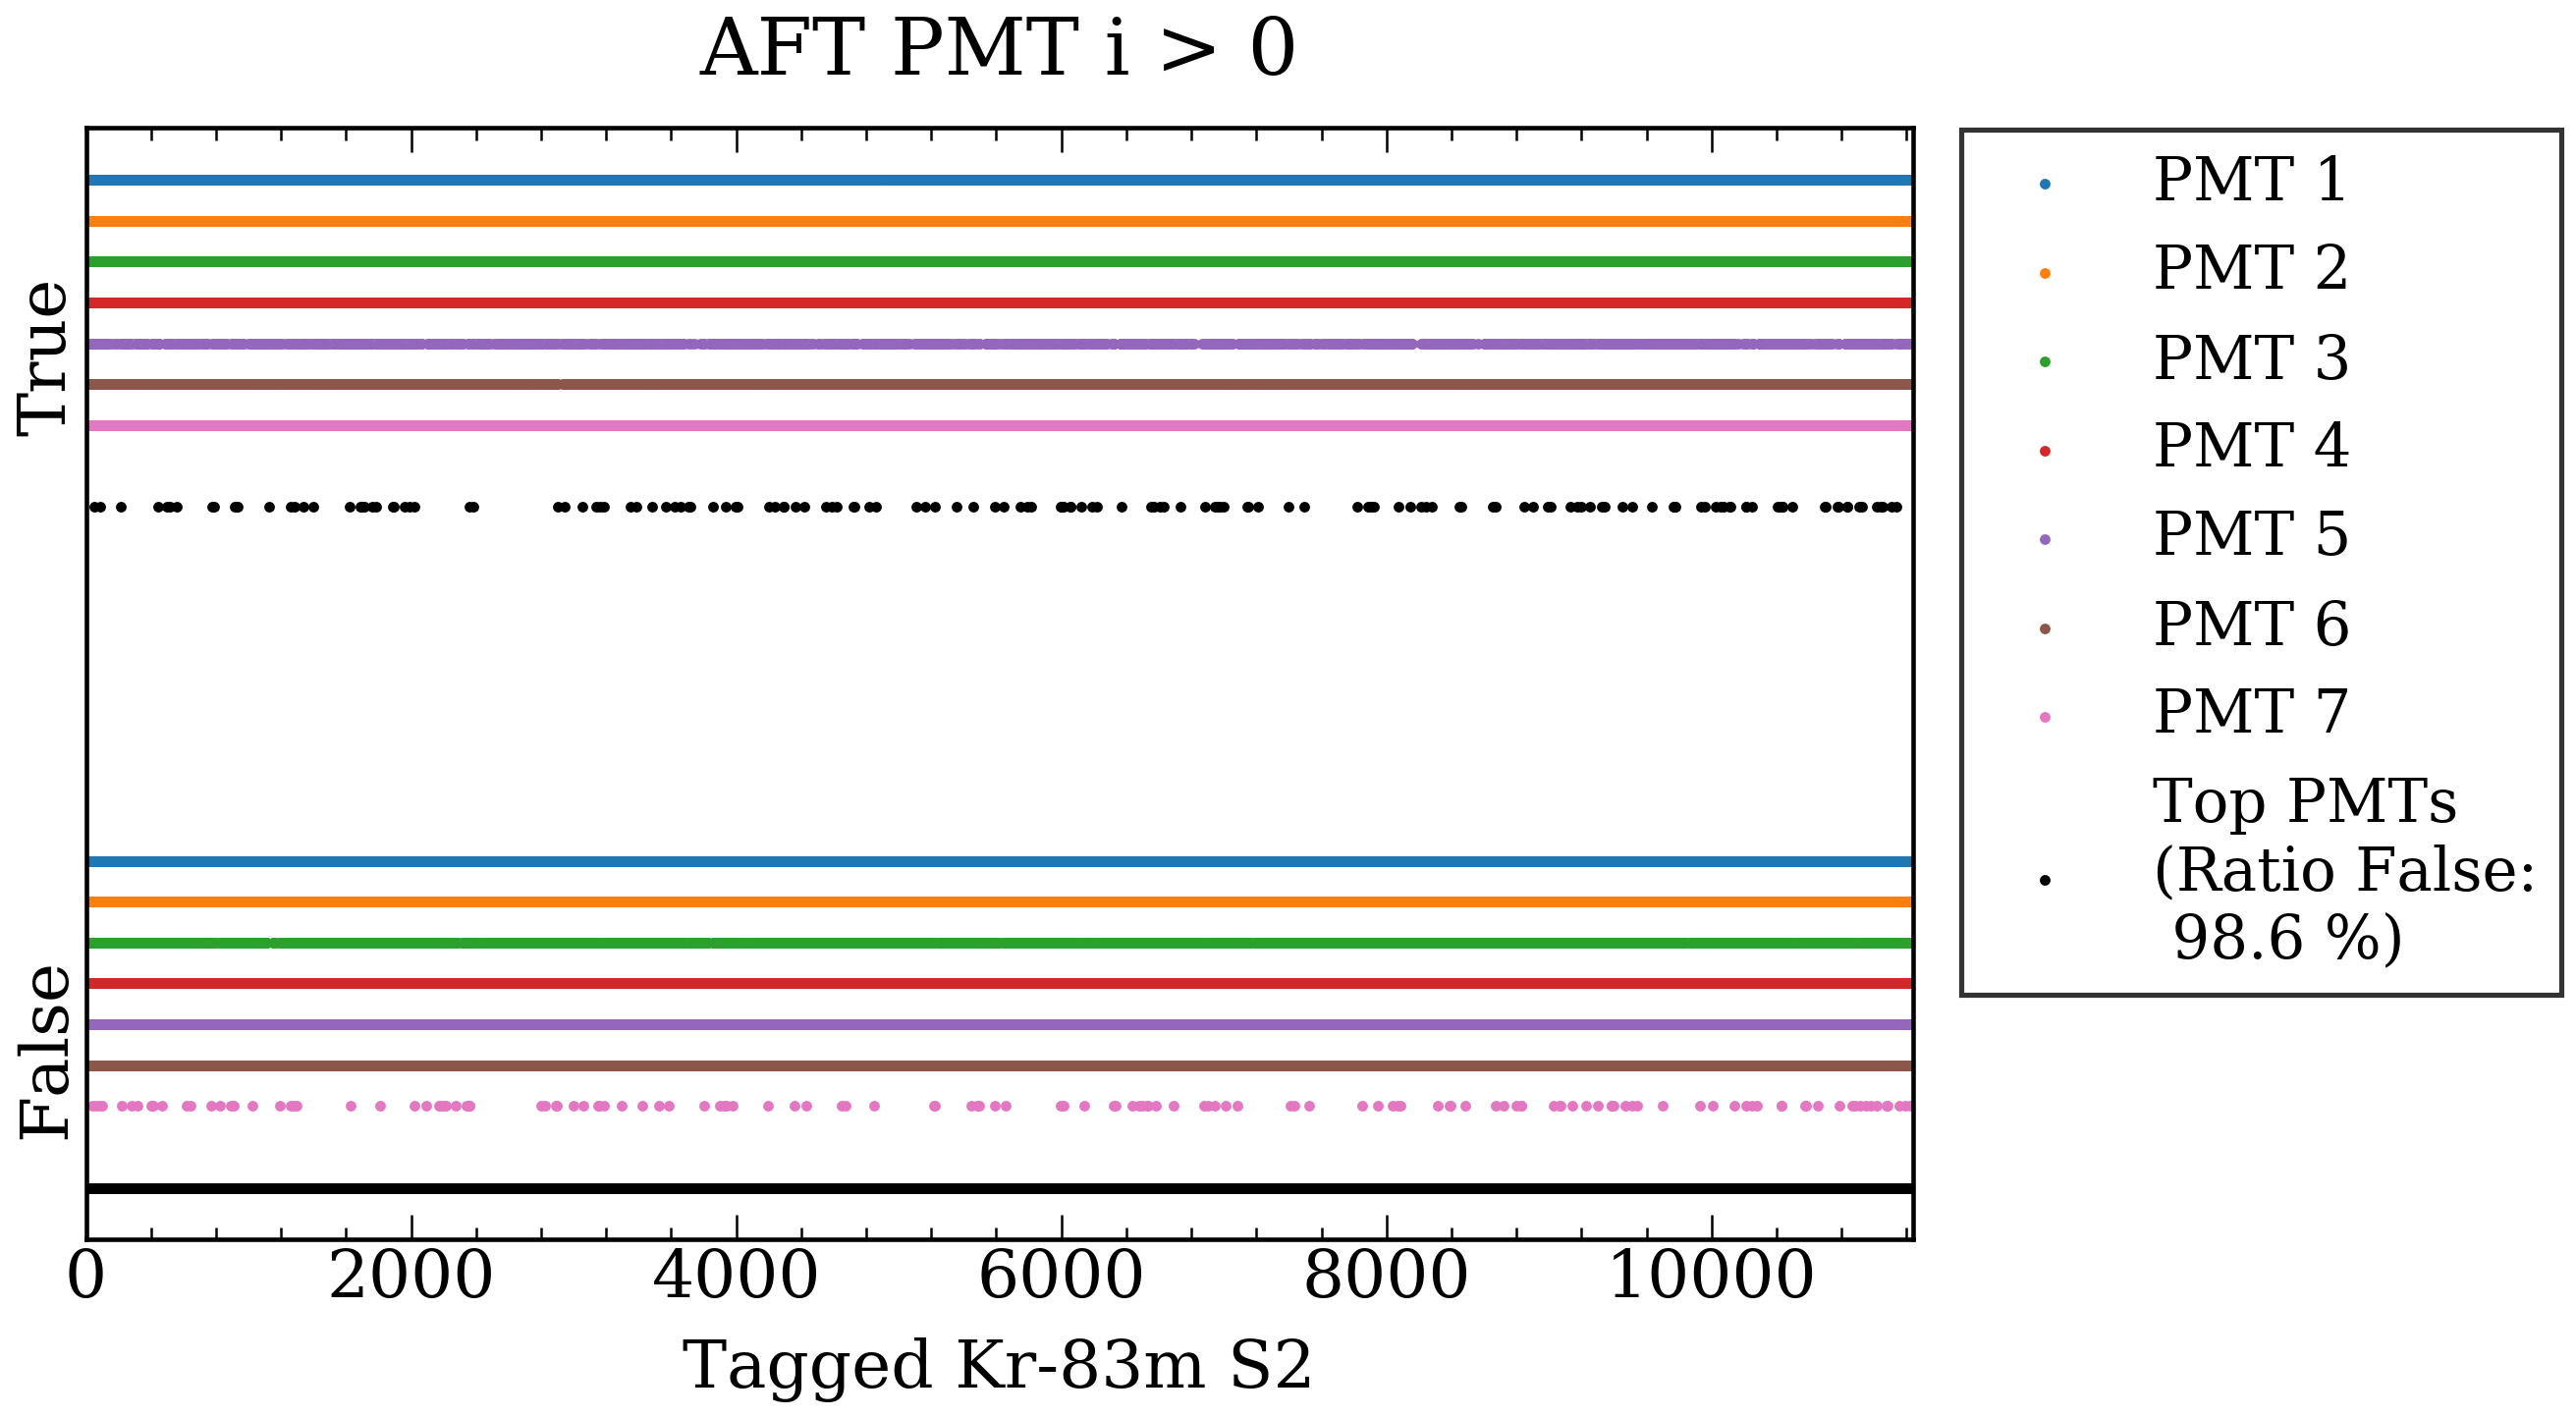 AFT PMT i > 0
True
False
0 2000 4000 6000 8000 10000
Tagged Kr-83m S2
PMT 1
PMT 2
PMT 3
PMT 4
PMT 5
PMT 6
PMT 7
Top PMTs
(Ratio False:
98.6 %)